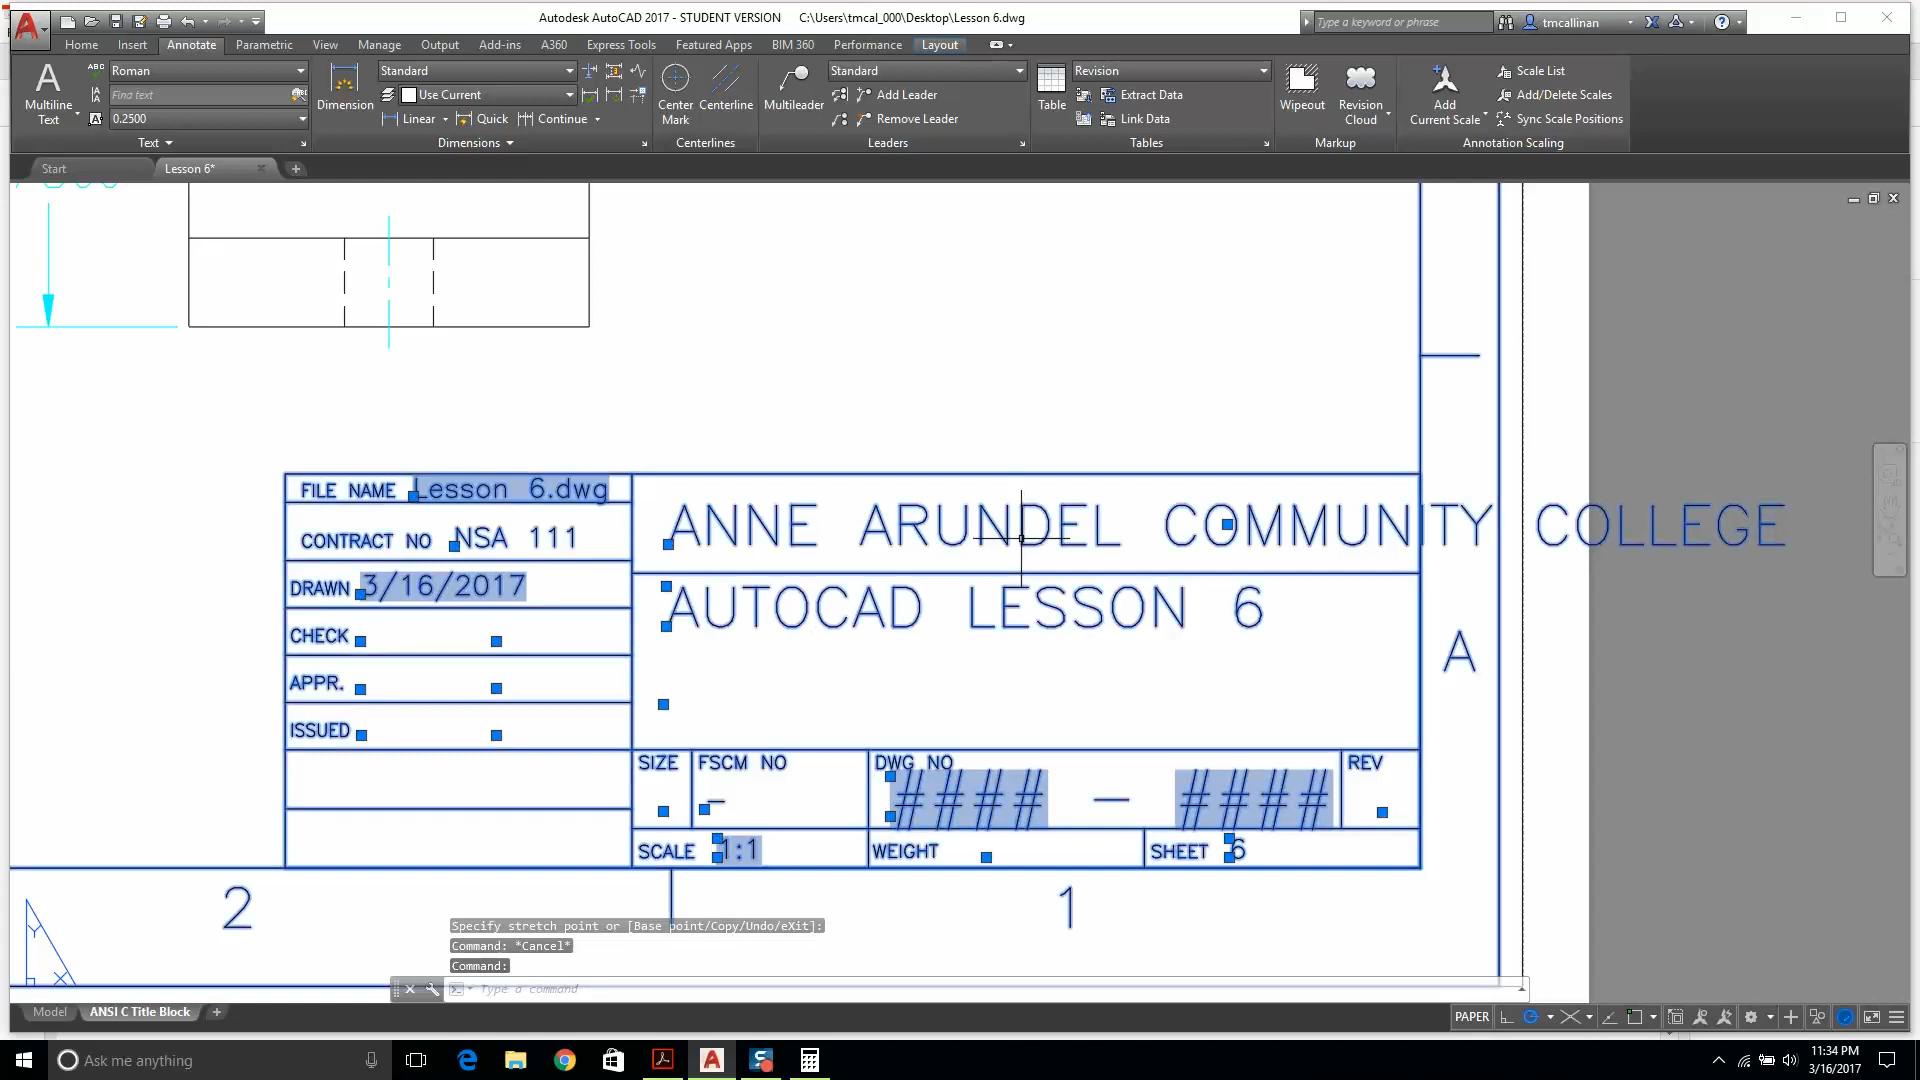 Autodesk AutoCAD 2017 - STUDENT VERSION C:\Users\tmcal_000\Desktop\Lesson 6.dwg
Type a keyword or phrase
tmcallinan
Home Insert Annotate Parametric View Manage Output Add-ins A360 Express Tools Featured Apps BIM 360 Performance Layout
A Multiline Text
ABC Roman
Find text
0.2500
Text
Dimension
Standard
Use Current
Linear Quick Continue
Dimensions
Center Mark
Centerline
Centerlines
Multileader
Standard
Add Leader
Remove Leader
Leaders
Table
Revision
Extract Data
Link Data
Tables
Wipeout
Revision Cloud
Markup
Add Current Scale
Scale List
Add/Delete Scales
Sync Scale Positions
Annotation Scaling
Start Lesson 6*
FILE NAME Lesson 6.dwg
CONTRACT NO NSA 111
DRAWN 3/16/2017
CHECK
APPR.
ISSUED
ANNE ARUNDEL COMMUNITY COLLEGE
AUTOCAD LESSON 6
A
SIZE FSCM NO DWG NO REV
– #### – ####
SCALE 1:1 WEIGHT SHEET 6
2 1
Y
X
Specify stretch point or [Base point/Copy/Undo/eXit]:
Command: *Cancel*
Command:
Type a command
Model ANSI C Title Block
PAPER
Ask me anything
11:34 PM
3/16/2017